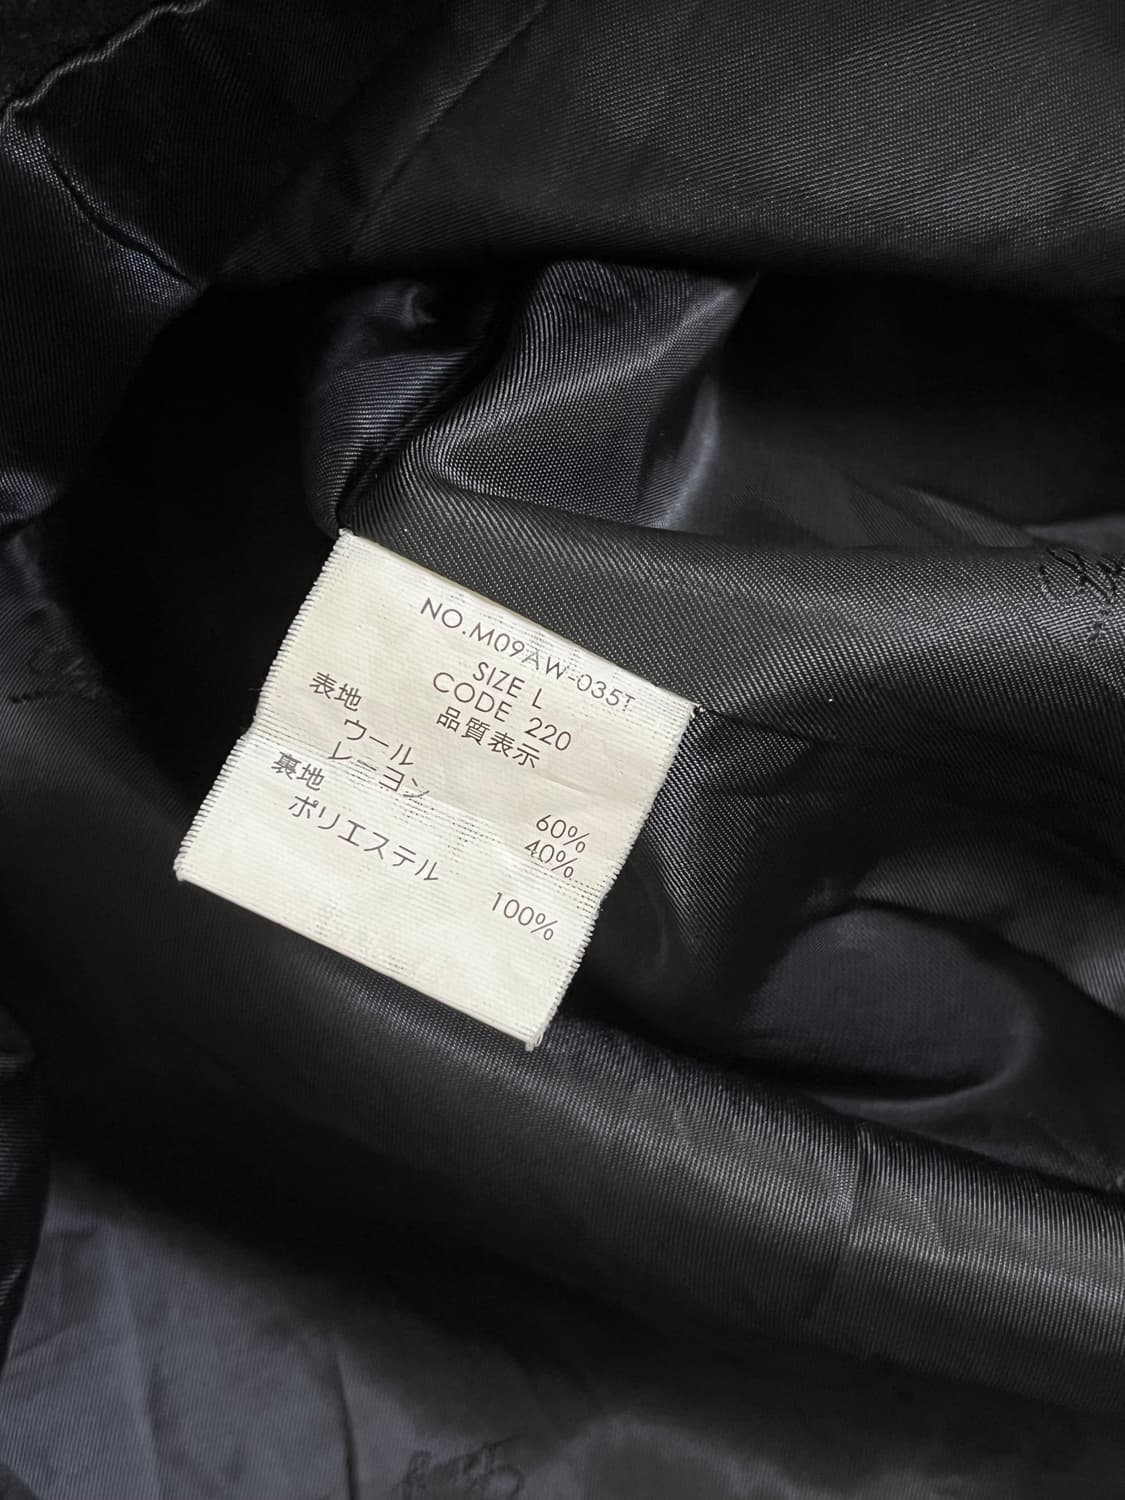 NO.M09AW-035T
SIZE L
CODE 220
品質表示
表地
ウール 60%
レーヨン 40%
裏地
ポリエステル 100%